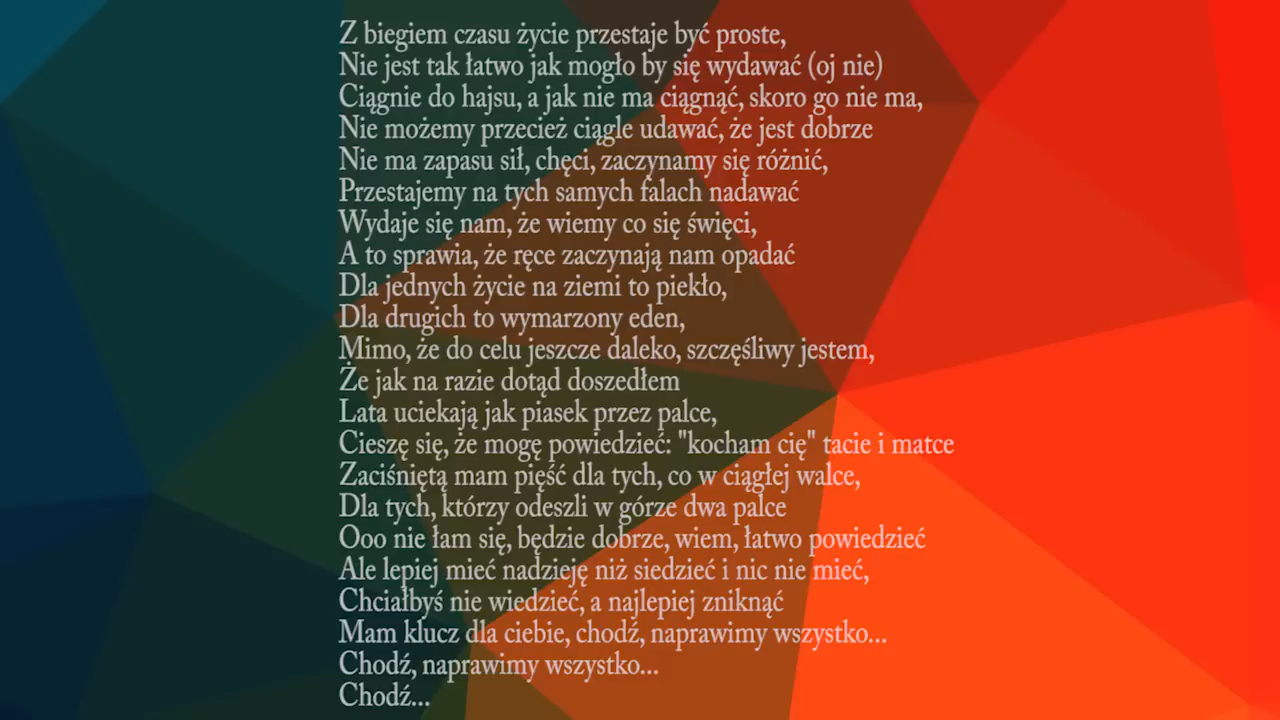 Z biegiem czasu życie przestaje być proste,
Nie jest tak łatwo jak mogło by się wydawać (oj nie)
Ciągnie do hajsu, a jak nie ma ciągnąć, skoro go nie ma,
Nie możemy przecież ciągle udawać, że jest dobrze
Nie ma zapasu sił, chęci, zaczynamy się różnić,
Przestajemy na tych samych falach nadawać
Wydaje się nam, że wiemy co się święci,
A to sprawia, że ręce zaczynają nam opadać
Dla jednych życie na ziemi to piekło,
Dla drugich to wymarzony eden,
Mimo, że do celu jeszcze daleko, szczęśliwy jestem,
Że jak na razie dotąd doszedłem
Lata uciekają jak piasek przez palce,
Cieszę się, że mogę powiedzieć: "kocham cię" tacie i matce
Zaciśniętą mam pięść dla tych, co w ciągłej walce,
Dla tych, którzy odeszli w górze dwa palce
Ooo nie łam się, będzie dobrze, wiem, łatwo powiedzieć
Ale lepiej mieć nadzieję niż siedzieć i nic nie mieć,
Chciałbyś nie wiedzieć, a najlepiej zniknąć
Mam klucz dla ciebie, chodź, naprawimy wszystko...
Chodź, naprawimy wszystko...
Chodź...